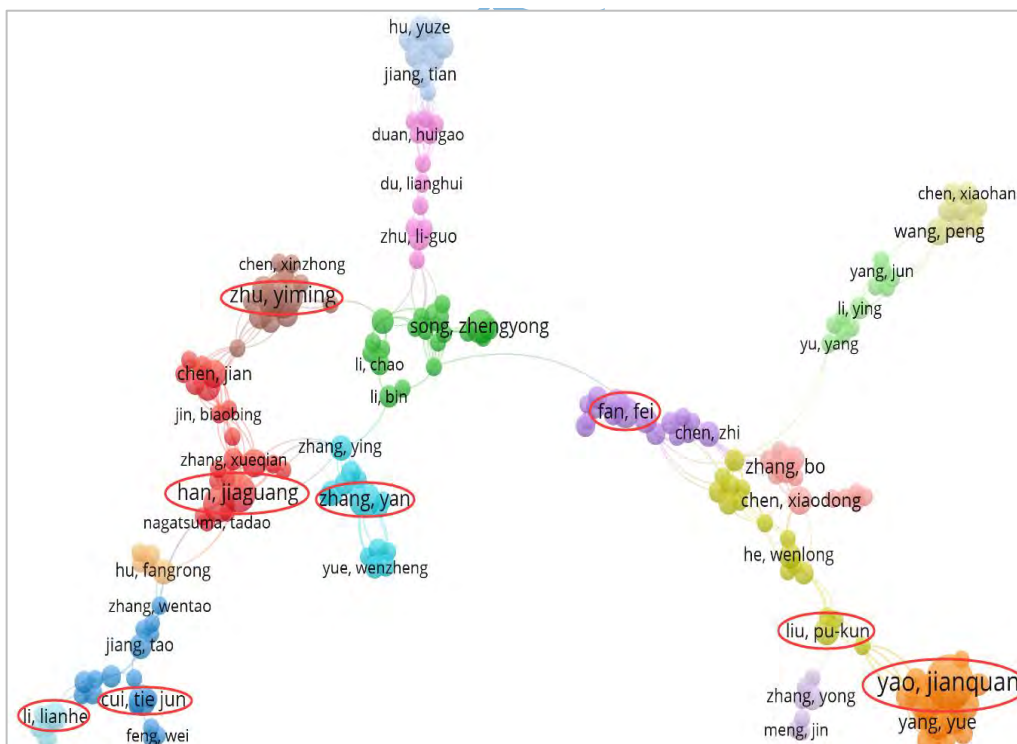 hu, yuze
jiang, tian
duan, huigao
du, lianghui
zhu, li-guo
chen, xiaohan
wang, peng
yang, jun
li, ying
yu, yang
chen, xinzhong
zhu, yiming
song, zhengyong
li, chao
li, bin
chen, jian
jin, biaobing
fan, fei
chen, zhi
zhang, ying
zhang, xueqian
zhang, bo
han, jiaguang
zhang, yan
chen, xiaodong
nagatsuma, tadao
yue, wenzheng
he, wenlong
hu, fangrong
zhang, wentao
jiang, tao
liu, pu-kun
yao, jianquan
zhang, yong
cui, tie jun
li, lianhe
yang, yue
meng, jin
feng, wei